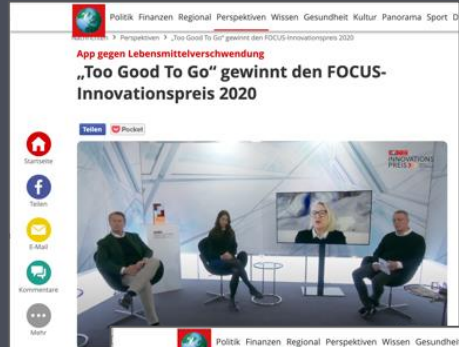 Politik Finanzen Regional Perspektiven Wissen Gesundheit Kultur Panorama Sport D
Nachrichten > Perspektiven > „Too Good To Go“ gewinnt den FOCUS-Innovationspreis 2020
App gegen Lebensmittelverschwendung
„Too Good To Go“ gewinnt den FOCUS-
Innovationspreis 2020
Teilen Pocket
Startseite
Teilen
E-Mail
Kommentare
Mehr
INNOVATIONS
PREIS
Politik Finanzen Regional Perspektiven Wissen Gesundheit